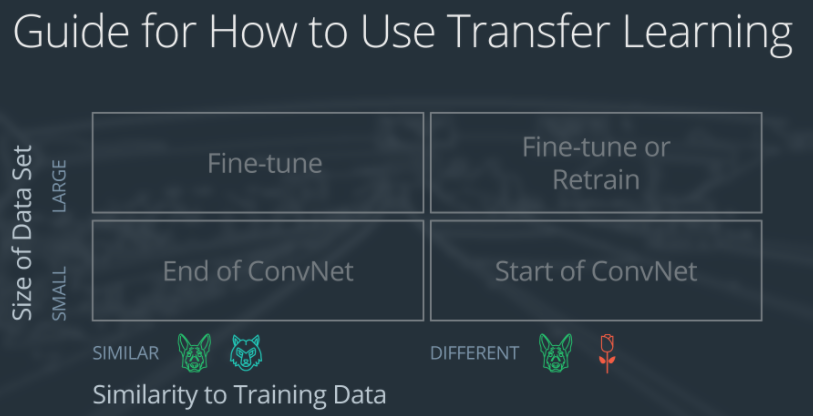 Guide for How to Use Transfer Learning
Size of Data Set
LARGE
Fine-tune
Fine-tune or
Retrain
SMALL
End of ConvNet
Start of ConvNet
SIMILAR
DIFFERENT
Similarity to Training Data